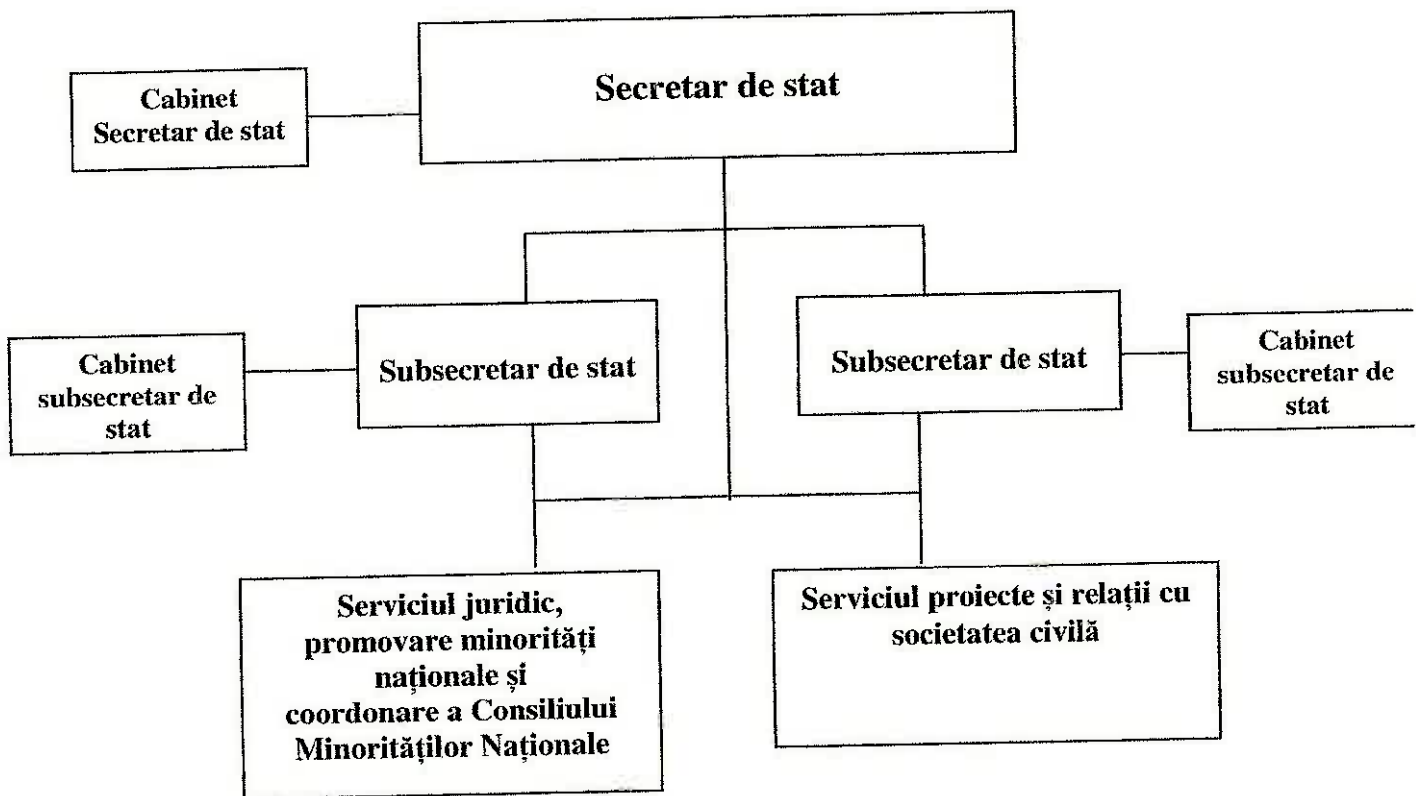 Secretar de stat
Cabinet
Secretar de stat
Subsecretar de stat
Subsecretar de stat
Cabinet
subsecretar de
stat
Cabinet
subsecretar de
stat
Serviciul juridic,
promovare minorități
naționale și
coordonare a Consiliului
Minorităților Naționale
Serviciul proiecte și relații cu
societatea civilă